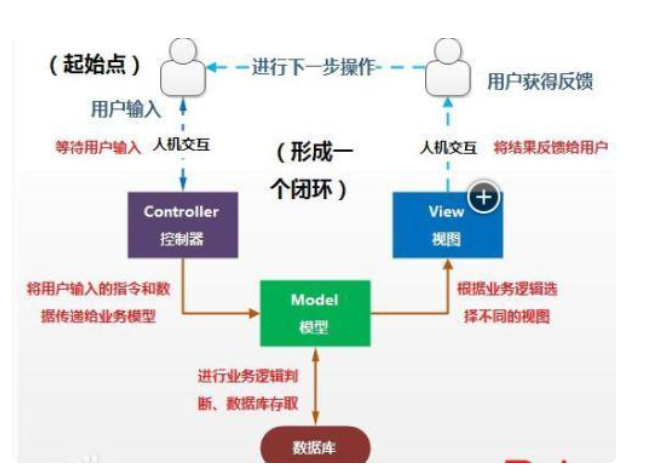 （起始点）
进行下一步操作
用户获得反馈
用户输入
等待用户输入
人机交互
（形成一
个闭环）
人机交互
将结果反馈给用户
Controller
控制器
View
视图
将用户输入的指令和数
据传递给业务模型
Model
模型
根据业务逻辑选
择不同的视图
进行业务逻辑判
断、数据库存取
数据库